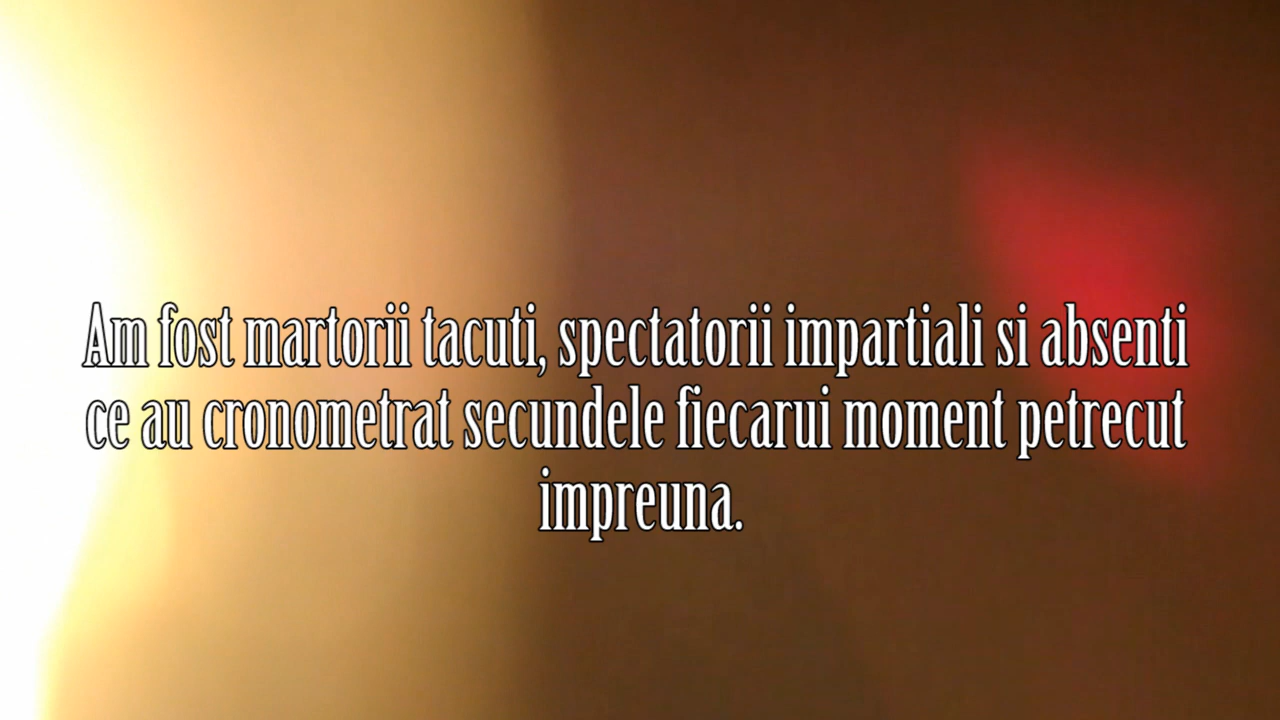 Am fost martorii tacuti, spectatorii impartiali si absenti
ce au cronometrat secundele fiecarui moment petrecut
impreuna.